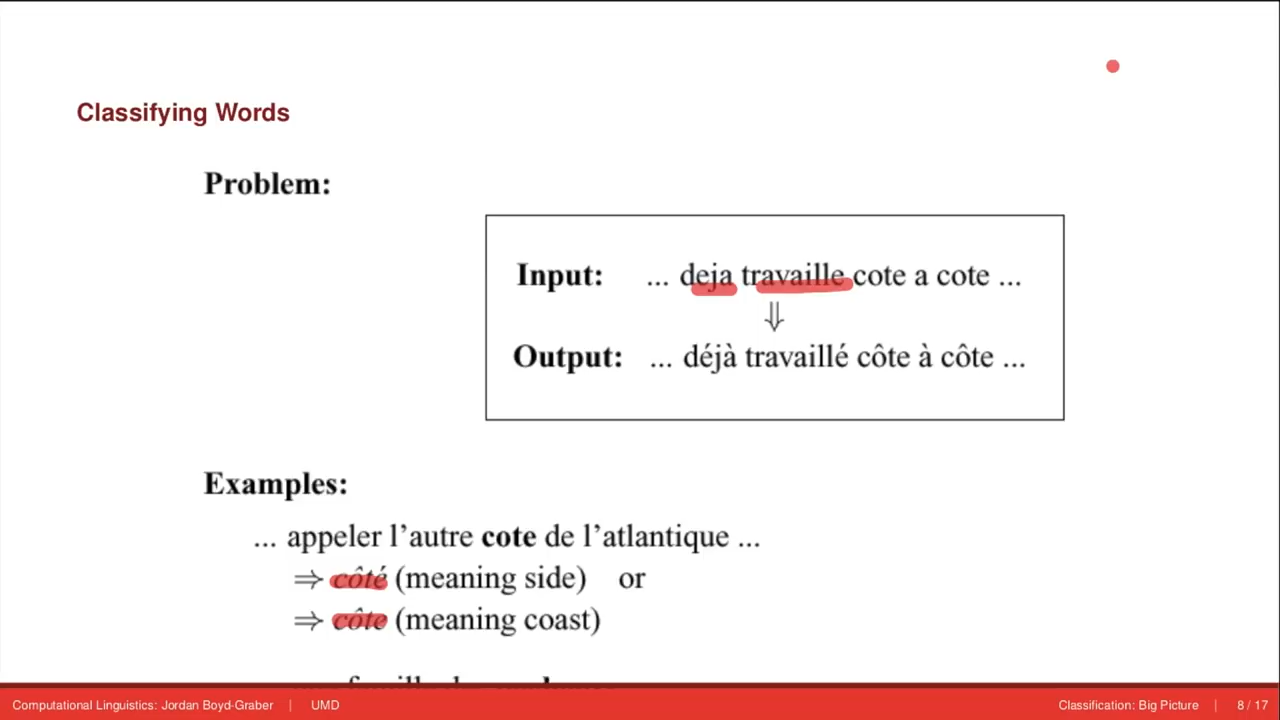 Classifying Words
Problem:
Input: ... deja travaille cote a cote ...
⇓
Output: ... déjà travaillé côte à côte ...
Examples:
... appeler l’autre cote de l’atlantique ...
⇒ côté (meaning side) or
⇒ côte (meaning coast)
Computational Linguistics: Jordan Boyd-Graber | UMD Classification: Big Picture | 8 / 17